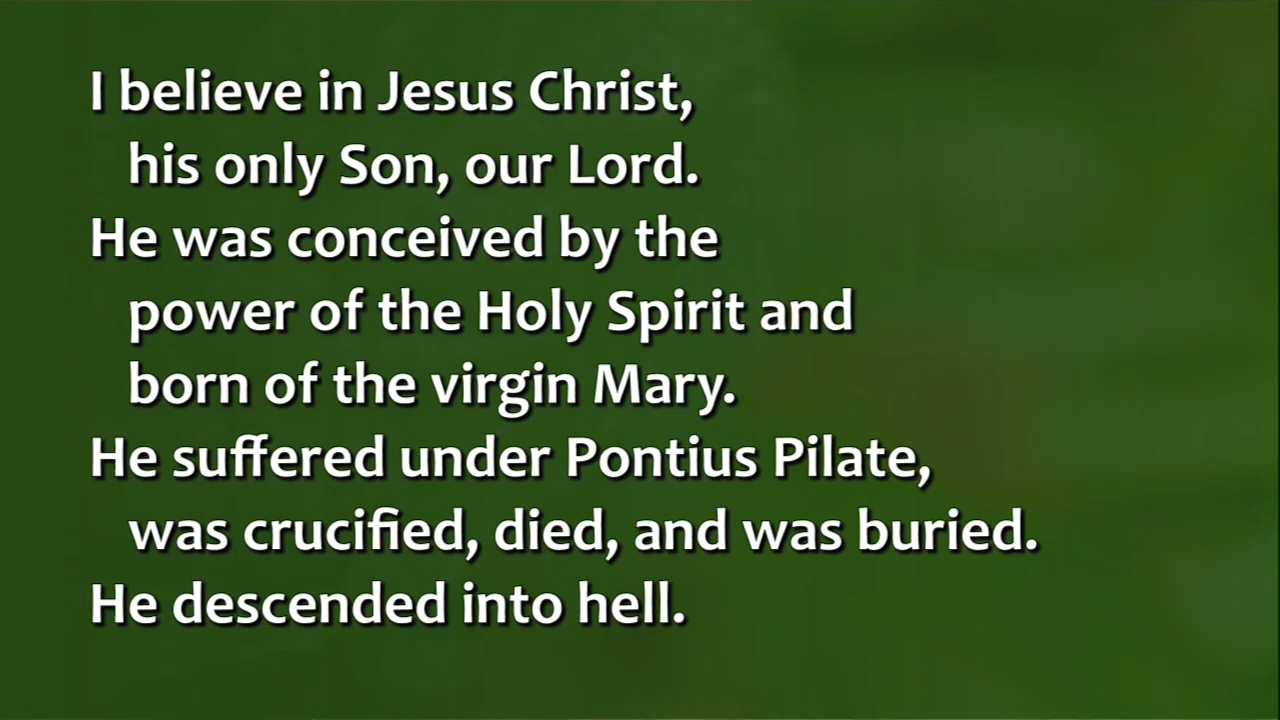 I believe in Jesus Christ,
his only Son, our Lord.
He was conceived by the
power of the Holy Spirit and
born of the virgin Mary.
He suffered under Pontius Pilate,
was crucified, died, and was buried.
He descended into hell.